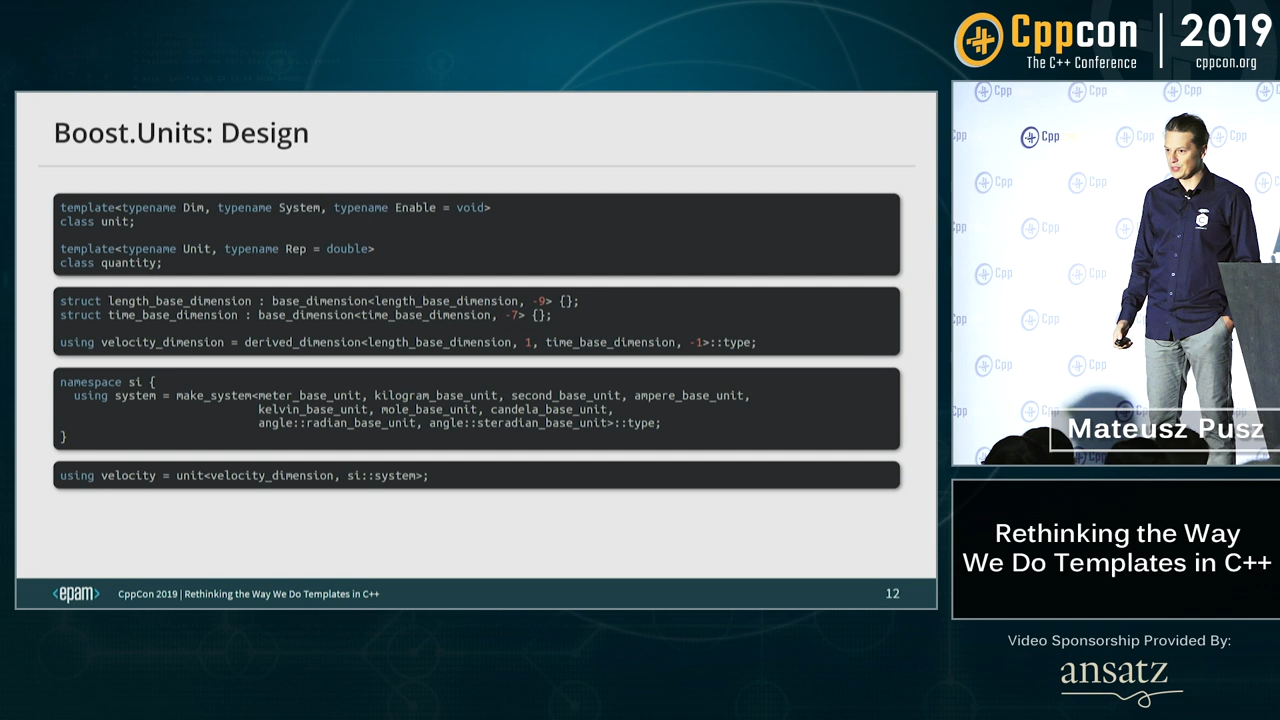 Cppcon
The C++ Conference
2019
cppcon.org
Boost.Units: Design
template<typename Dim, typename System, typename Enable = void>
class unit;
template<typename Unit, typename Rep = double>
class quantity;
struct length_base_dimension : base_dimension<length_base_dimension, -9> {};
struct time_base_dimension : base_dimension<time_base_dimension, -7> {};
using velocity_dimension = derived_dimension<length_base_dimension, 1, time_base_dimension, -1>::type;
namespace si {
using system = make_system<meter_base_unit, kilogram_base_unit, second_base_unit, ampere_base_unit,
kelvin_base_unit, mole_base_unit, candela_base_unit,
angle::radian_base_unit, angle::steradian_base_unit>::type;
}
using velocity = unit<velocity_dimension, si::system>;
<epam>
CppCon 2019 | Rethinking the Way We Do Templates in C++
12
Mateusz Pusz
Rethinking the Way
We Do Templates in C++
Video Sponsorship Provided By:
ansatz